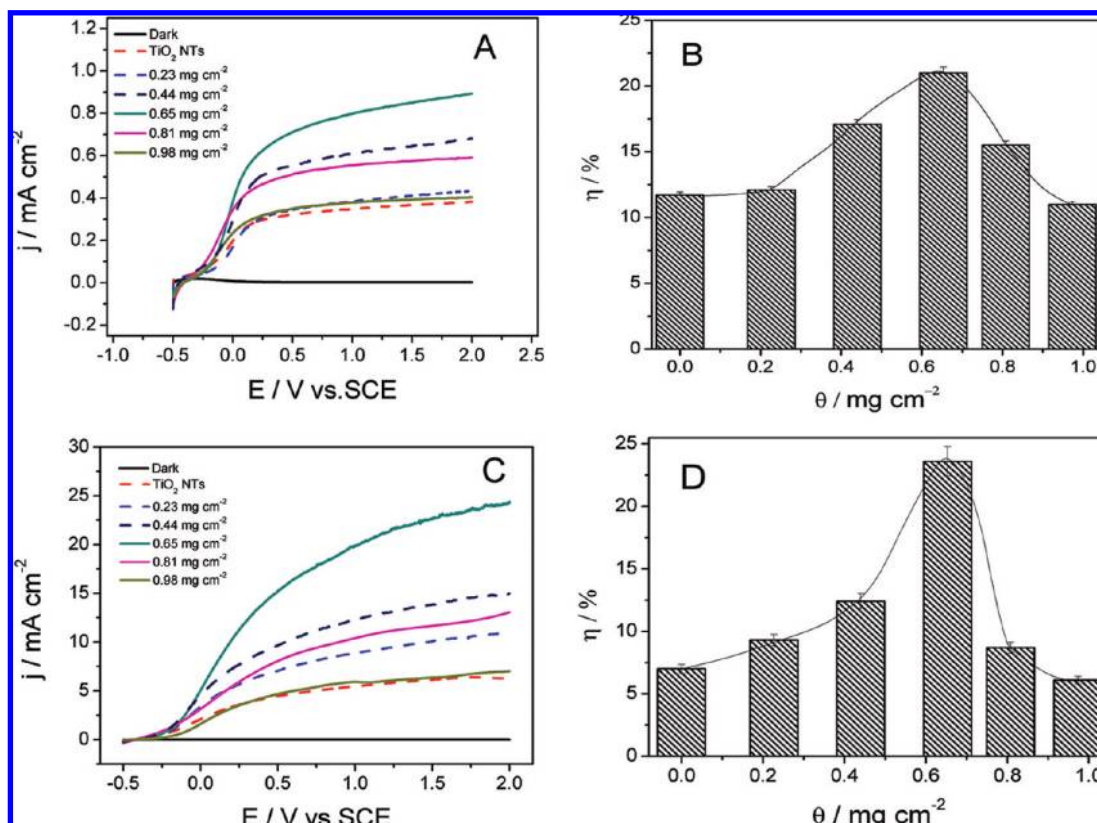 A
Dark
TiO₂ NTs
0.23 mg cm⁻²
0.44 mg cm⁻²
0.65 mg cm⁻²
0.81 mg cm⁻²
0.98 mg cm⁻²
j / mA cm⁻²
1.2
1.0
0.8
0.6
0.4
0.2
0.0
-0.2
-1.0 -0.5 0.0 0.5 1.0 1.5 2.0 2.5
E / V vs.SCE
B
η / %
25
20
15
10
5
0
0.0 0.2 0.4 0.6 0.8 1.0
θ / mg cm⁻²
C
Dark
TiO₂ NTs
0.23 mg cm⁻²
0.44 mg cm⁻²
0.65 mg cm⁻²
0.81 mg cm⁻²
0.98 mg cm⁻²
j / mA cm⁻²
30
25
20
15
10
5
0
-0.5 0.0 0.5 1.0 1.5 2.0
E / V vs SCE
D
η / %
25
20
15
10
5
0
0.0 0.2 0.4 0.6 0.8 1.0
θ / mg cm⁻²